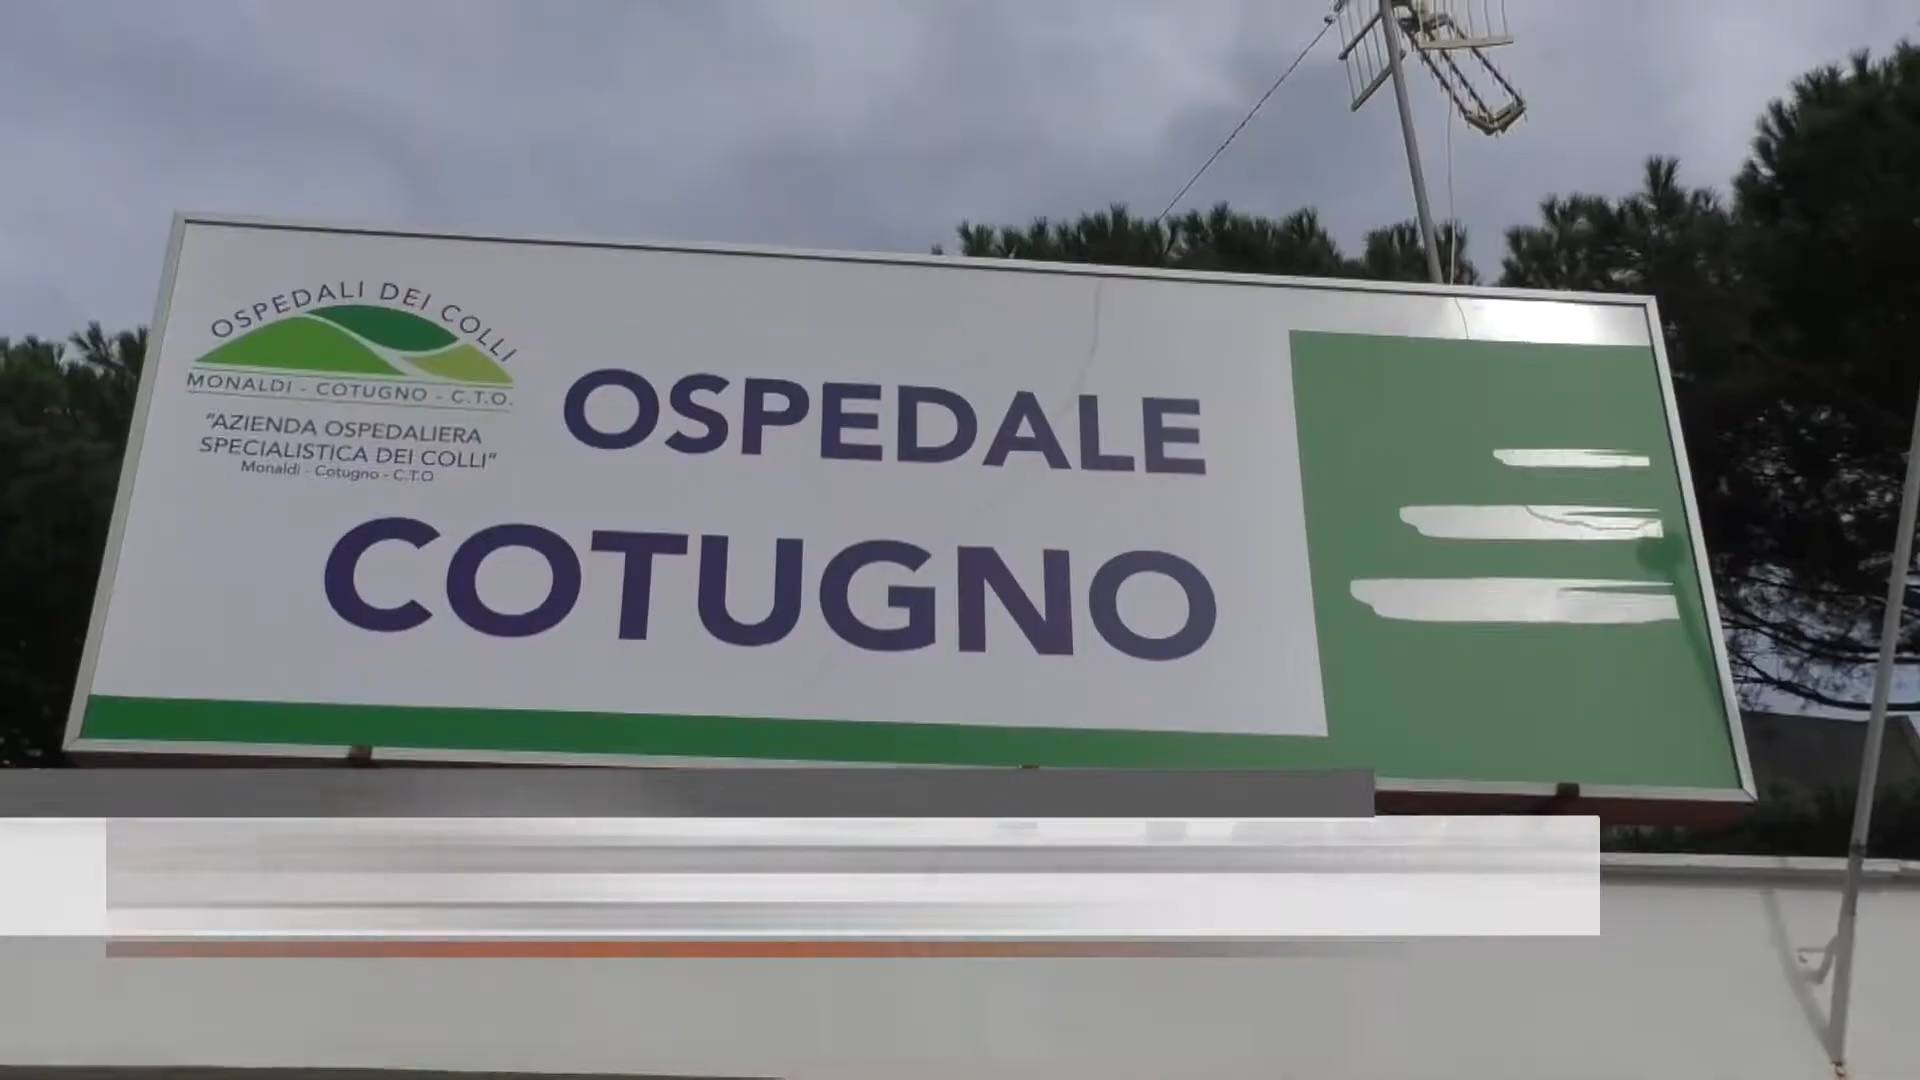 OSPEDALI DEI COLLI
MONALDI - COTUGNO - C.T.O.
"AZIENDA OSPEDALIERA
SPECIALISTICA DEI COLLI"
Monaldi - Cotugno - C.T.O
OSPEDALE
COTUGNO